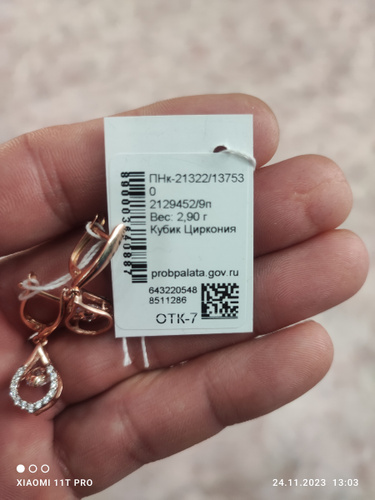 ПНк-21322/13753
0
2129452/9п
Вес: 2,90 г
Кубик Циркония
probpalata.gov.ru
643220548
8511286
ОТК-7
XIAOMI 11T PRO
24.11.2023 13:03